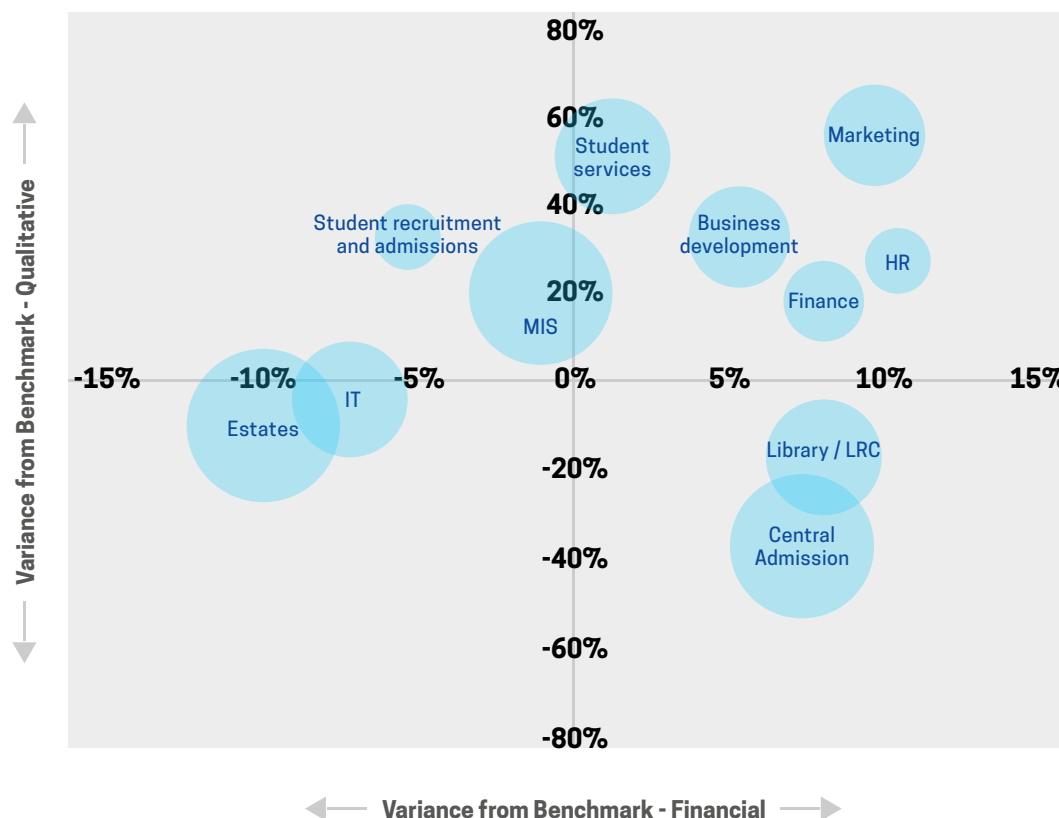 80%
60%
Marketing
Student
services
40%
Student recruitment
and admissions
Business
development
HR
20%
Finance
MIS
-15%
-10%
-5%
0%
5%
10%
15%
IT
Estates
Library / LRC
-20%
Central
Admission
-40%
-60%
-80%
Variance from Benchmark - Qualitative
Variance from Benchmark - Financial